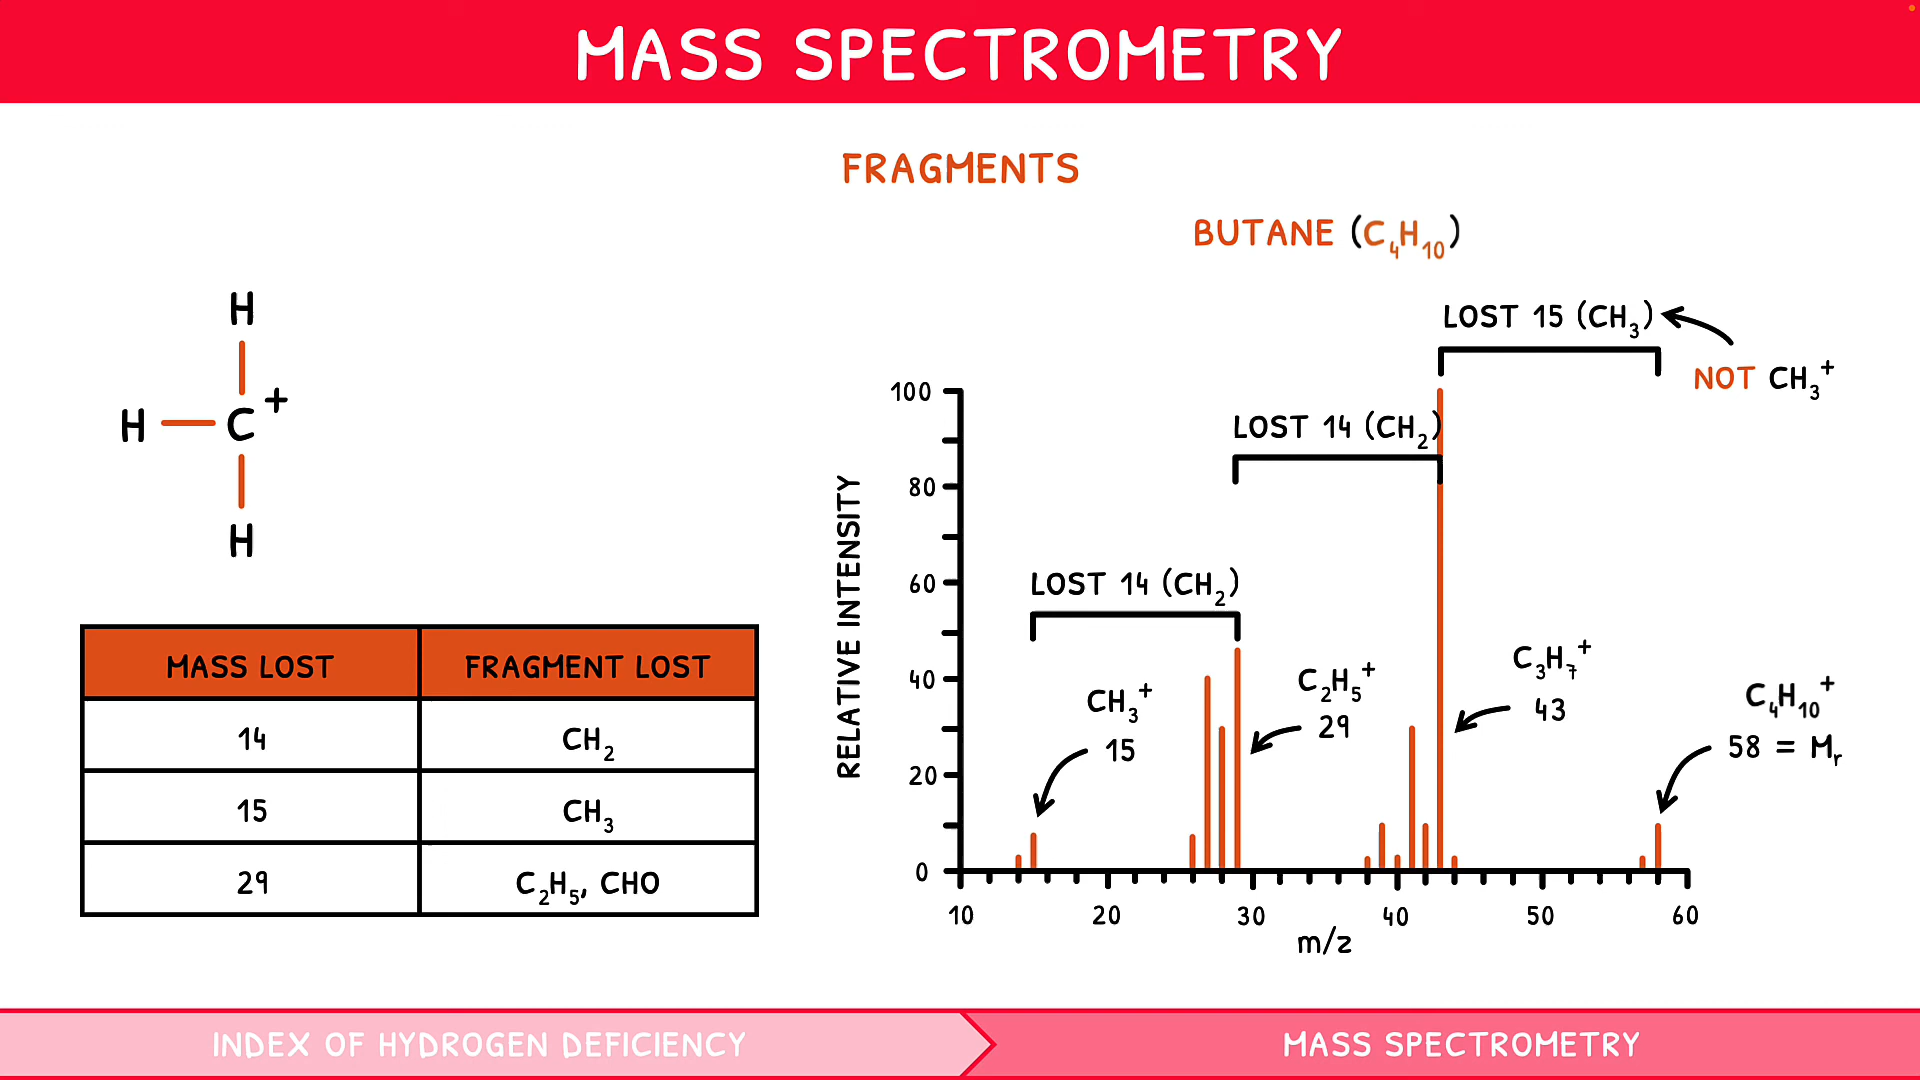 MASS SPECTROMETRY
FRAGMENTS
BUTANE (C₄H₁₀)
H
H C⁺
H
MASS LOST FRAGMENT LOST
14 CH₂
15 CH₃
29 C₂H₅, CHO
LOST 15 (CH₃)
NOT CH₃⁺
LOST 14 (CH₂)
LOST 14 (CH₂)
CH₃⁺
15
C₂H₅⁺
29
C₃H₇⁺
43
C₄H₁₀⁺
58 = Mᵣ
RELATIVE INTENSITY
100
80
60
40
20
0
10 20 30 40 50 60
m/z
INDEX OF HYDROGEN DEFICIENCY
MASS SPECTROMETRY